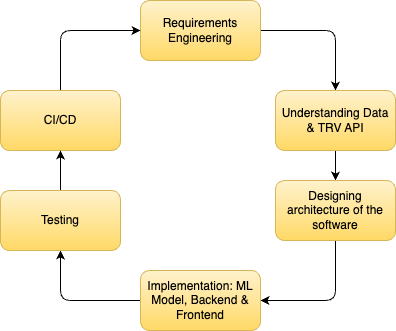 Requirements
Engineering
Understanding Data
& TRV API
Designing
architecture of the
software
Implementation: ML
Model, Backend &
Frontend
Testing
CI/CD